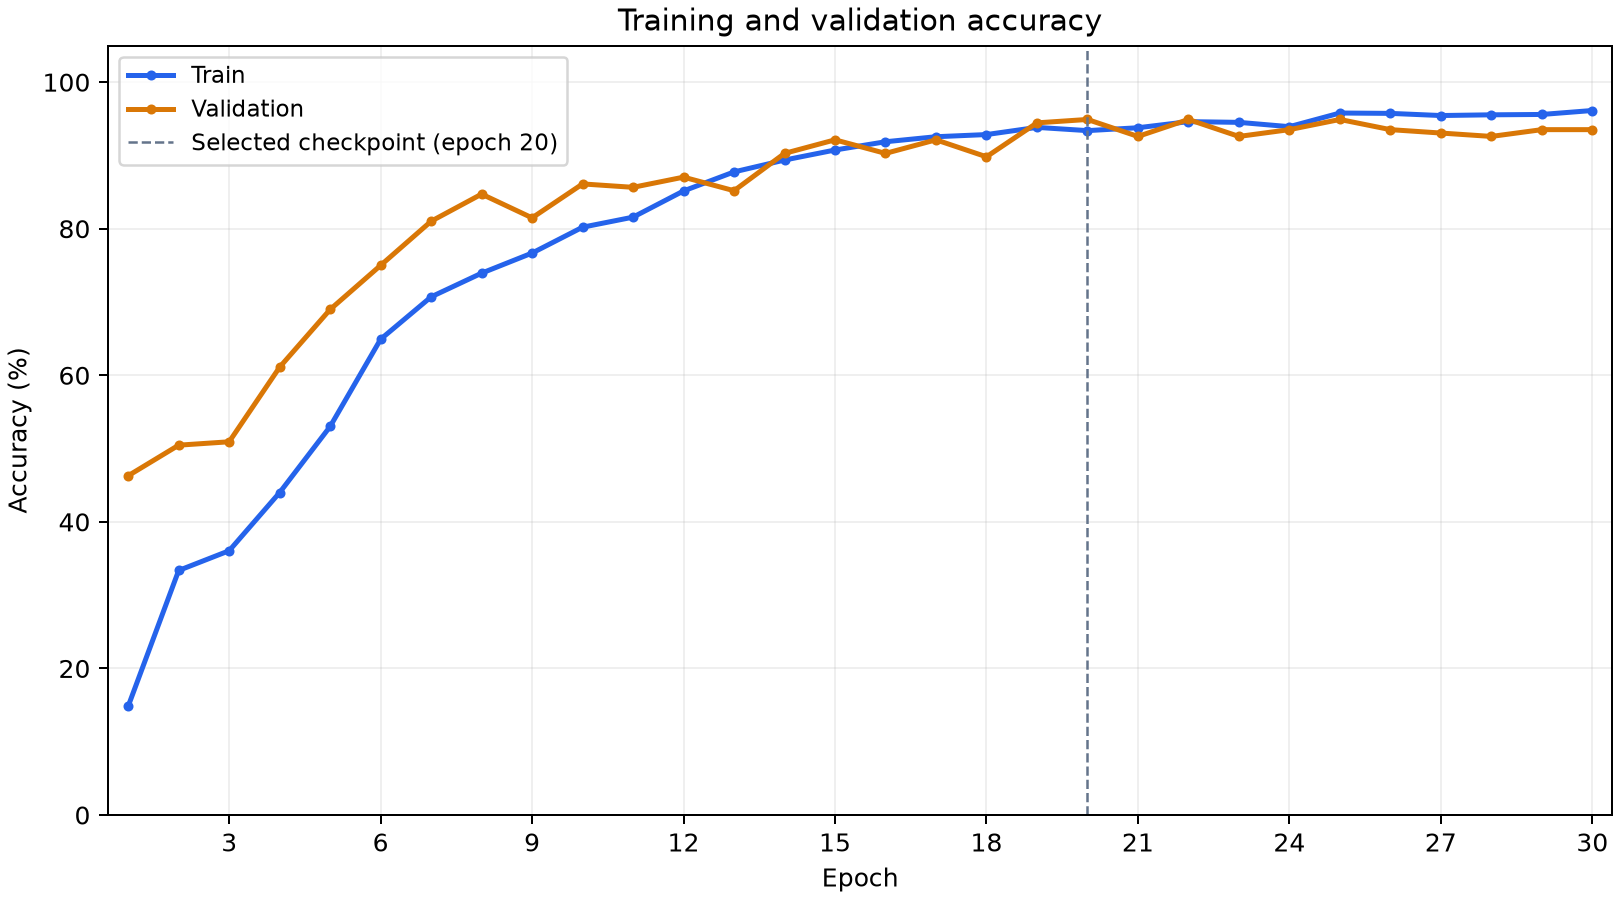 Training and validation accuracy
Train
Validation
Selected checkpoint (epoch 20)
100
80
60
40
20
0
Accuracy (%)
3 6 9 12 15 18 21 24 27 30
Epoch